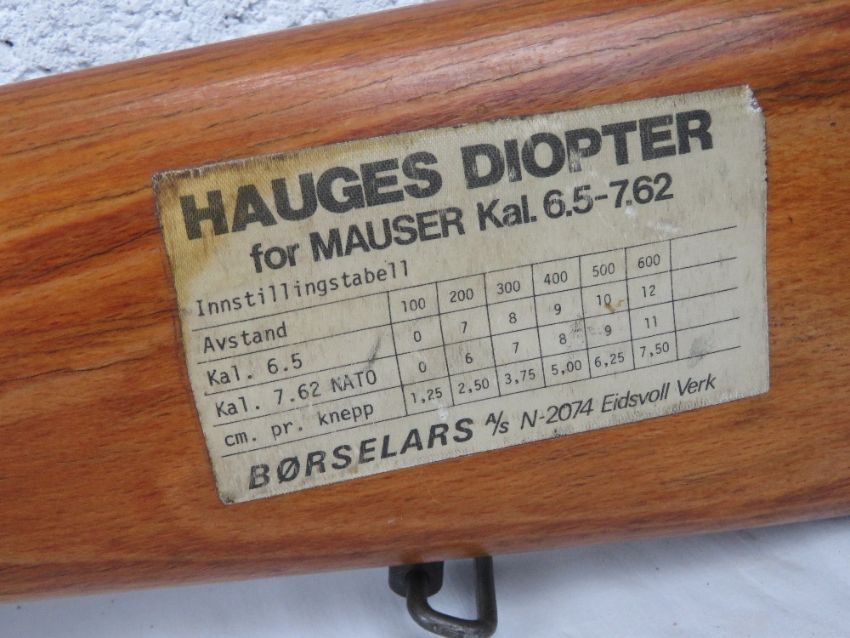 HAUGES DIOPTER
for MAUSER Kal. 6.5-7.62
Innstillingstabell
Avstand 100 200 300 400 500 600
Kal. 6.5 0 7 8 9 10 12
Kal. 7.62 NATO 0 6 7 8 9 11
cm. pr. knepp 1,25 2,50 3,75 5,00 6,25 7,50
BØRSELARS A/s N-2074 Eidsvoll Verk